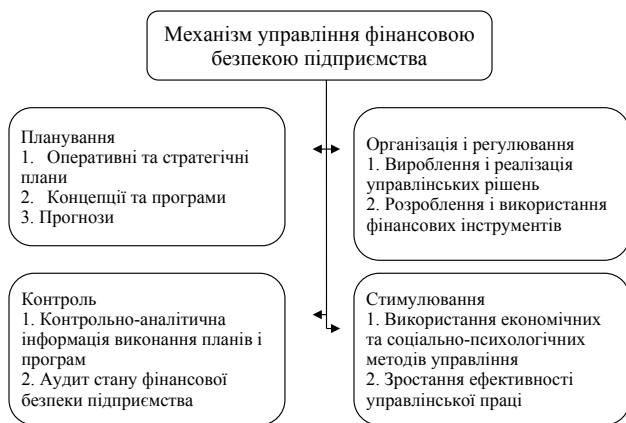 Механізм управління фінансовою
безпекою підприємства
Планування
1. Оперативні та стратегічні
плани
2. Концепції та програми
3. Прогнози
Організація і регулювання
1. Вироблення і реалізація
управлінських рішень
2. Розроблення і використання
фінансових інструментів
Контроль
1. Контрольно-аналітична
інформація виконання планів і
програм
2. Аудит стану фінансової
безпеки підприємства
Стимулювання
1. Використання економічних
та соціально-психологічних
методів управління
2. Зростання ефективності
управлінської праці